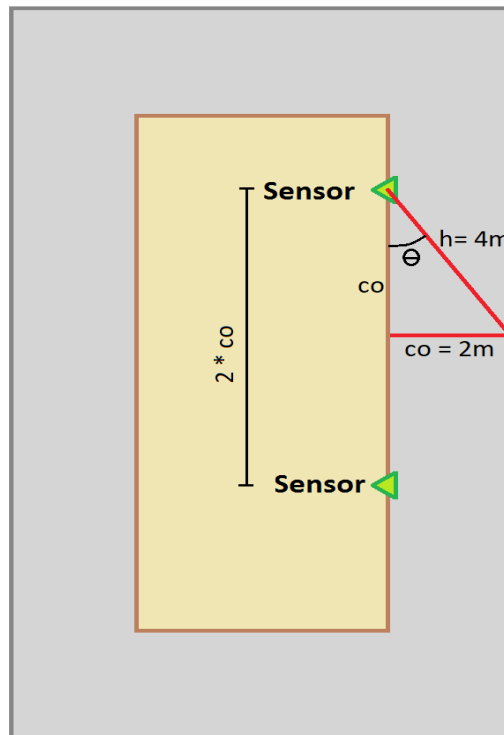 Sensor
h= 4m
Θ
co
co = 2m
2 * co
Sensor